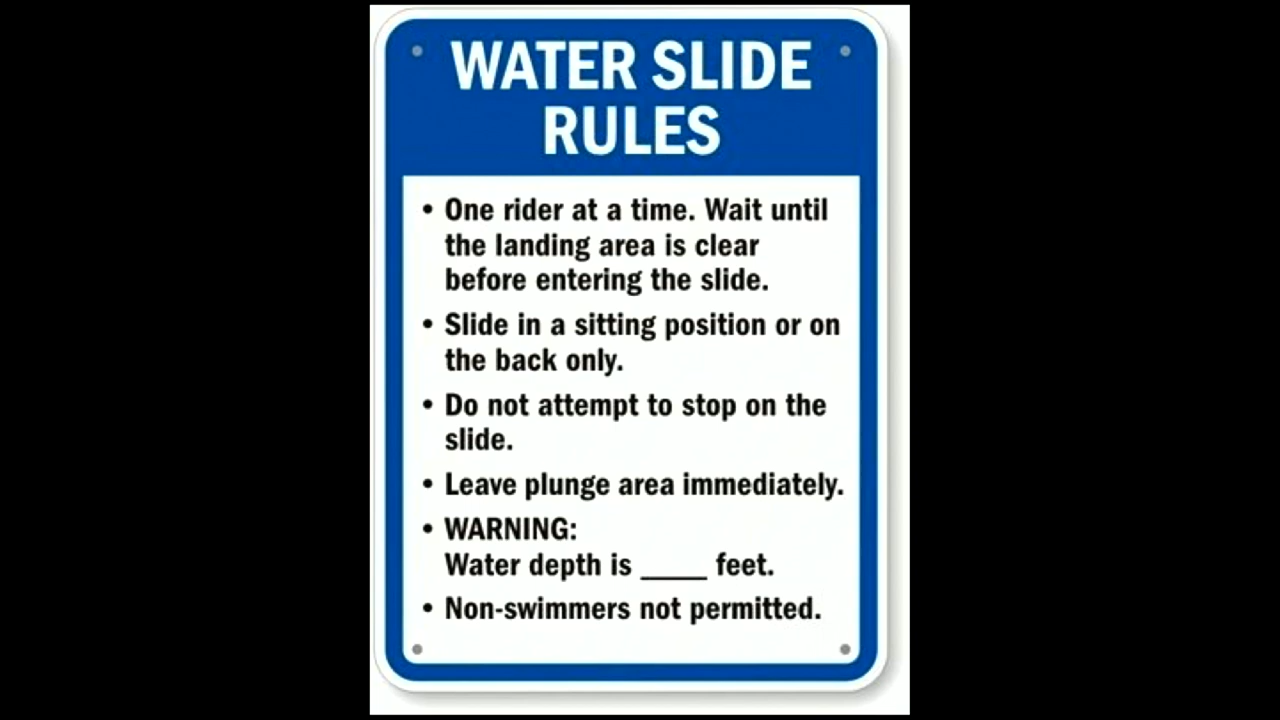 WATER SLIDE
RULES
• One rider at a time. Wait until
the landing area is clear
before entering the slide.
• Slide in a sitting position or on
the back only.
• Do not attempt to stop on the
slide.
• Leave plunge area immediately.
• WARNING:
Water depth is ____ feet.
• Non-swimmers not permitted.